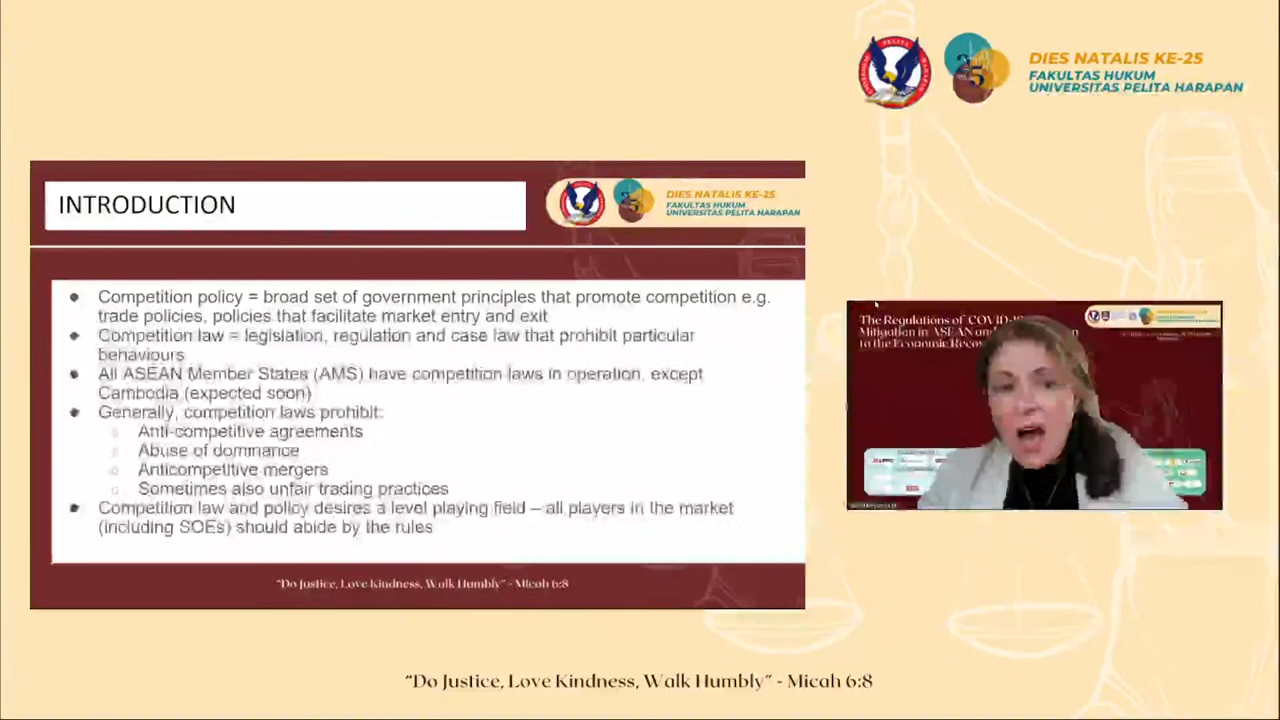 DIES NATALIS KE-25
FAKULTAS HUKUM
UNIVERSITAS PELITA HARAPAN
INTRODUCTION
DIES NATALIS KE-25
FAKULTAS HUKUM
UNIVERSITAS PELITA HARAPAN
Competition policy = broad set of government principles that promote competition e.g.
trade policies, policies that facilitate market entry and exit
Competition law = legislation, regulation and case law that prohibit particular
behaviours
All ASEAN Member States (AMS) have competition laws in operation, except
Cambodia (expected soon)
Generally, competition laws prohibit:
Anti-competitive agreements
Abuse of dominance
Anticompetitive mergers
Sometimes also unfair trading practices
Competition law and policy desires a level playing field – all players in the market
(including SOEs) should abide by the rules
"Do Justice, Love Kindness, Walk Humbly" - Micah 6:8
The Regulations of COVID-1
Mitigation in ASEAN and
to the Economic Reco
"Do Justice, Love Kindness, Walk Humbly" - Micah 6:8